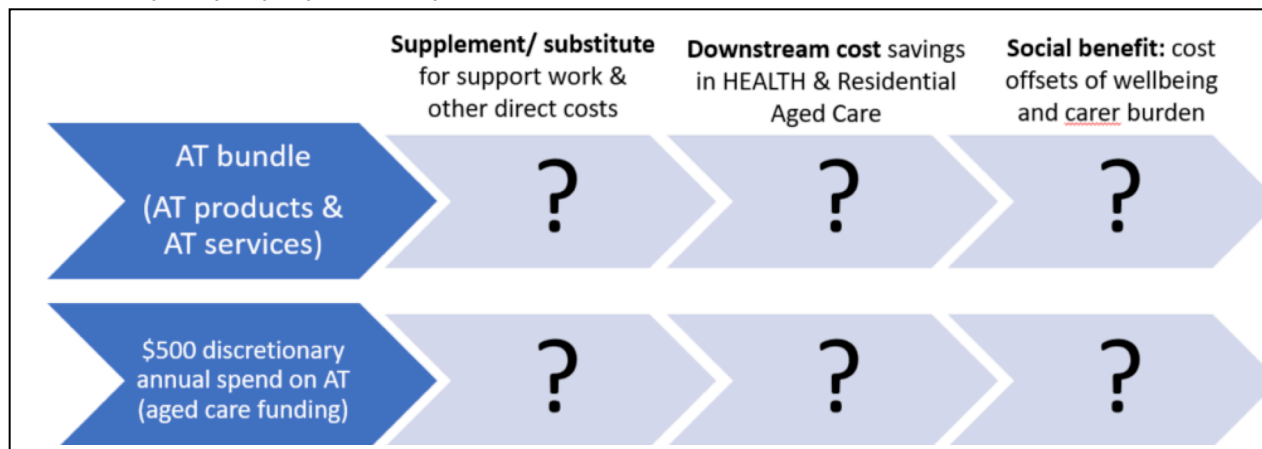 Supplement/ substitute
for support work &
other direct costs
Downstream cost savings
in HEALTH & Residential
Aged Care
Social benefit: cost
offsets of wellbeing
and carer burden
AT bundle
(AT products &
AT services)
?
?
?
$500 discretionary
annual spend on AT
(aged care funding)
?
?
?